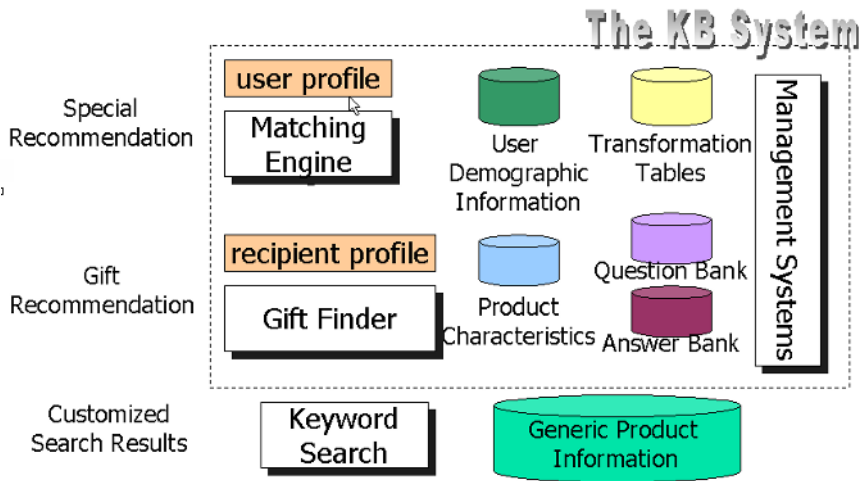 The KB System
Special
Recommendation
user profile
Matching
Engine
User
Demographic
Information
Transformation
Tables
Management Systems
Gift
Recommendation
recipient profile
Gift Finder
Product
Characteristics
Question Bank
Answer Bank
Customized
Search Results
Keyword
Search
Generic Product
Information